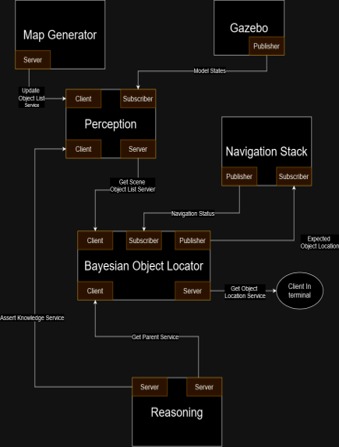 Map Generator
Server
Gazebo
Publisher
Model States
Update
Object List
Service
Client
Subscriber
Perception
Client
Server
Navigation Stack
Publisher
Subscriber
Get Scene
Object List Servier
Navigation Status
Expected
Object Location
Client
Subscriber
Publisher
Bayesian Object Locator
Client
Server
Get Object
Location Service
Client In
terminal
Assert Knowledge Service
Get Parent Service
Server
Server
Reasoning